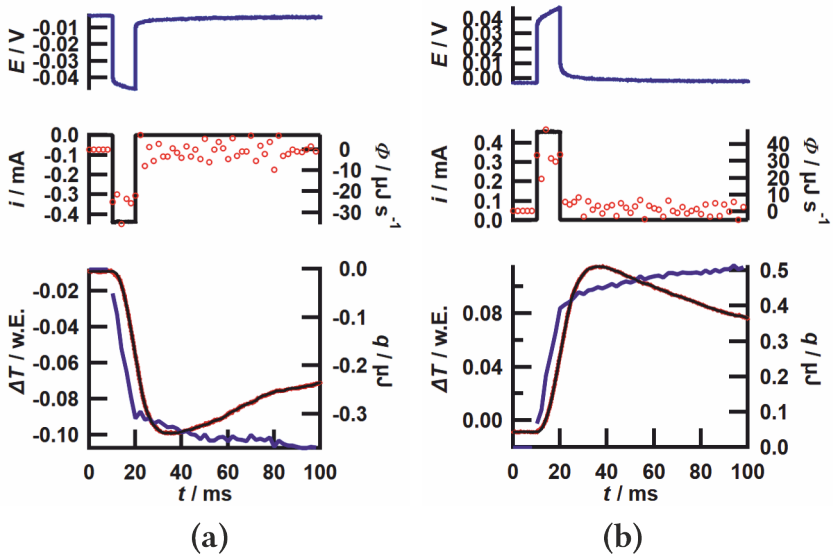 E / V
-0.01
-0.02
-0.03
-0.04
i / mA
0.0
-0.1
-0.2
-0.3
-0.4
0
-10
-20
-30
Φ / µJ s⁻¹
ΔT / w.E.
-0.02
-0.04
-0.06
-0.08
-0.10
0.0
-0.1
-0.2
-0.3
q / µJ
0 20 40 60 80 100
t / ms
(a)
E / V
0.04
0.03
0.02
0.01
0.00
i / mA
0.4
0.3
0.2
0.1
0.0
40
30
20
10
0
Φ / µJ s⁻¹
ΔT / w.E.
0.08
0.04
0.00
0.5
0.4
0.3
0.2
0.1
0.0
q / µJ
0 20 40 60 80 100
t / ms
(b)